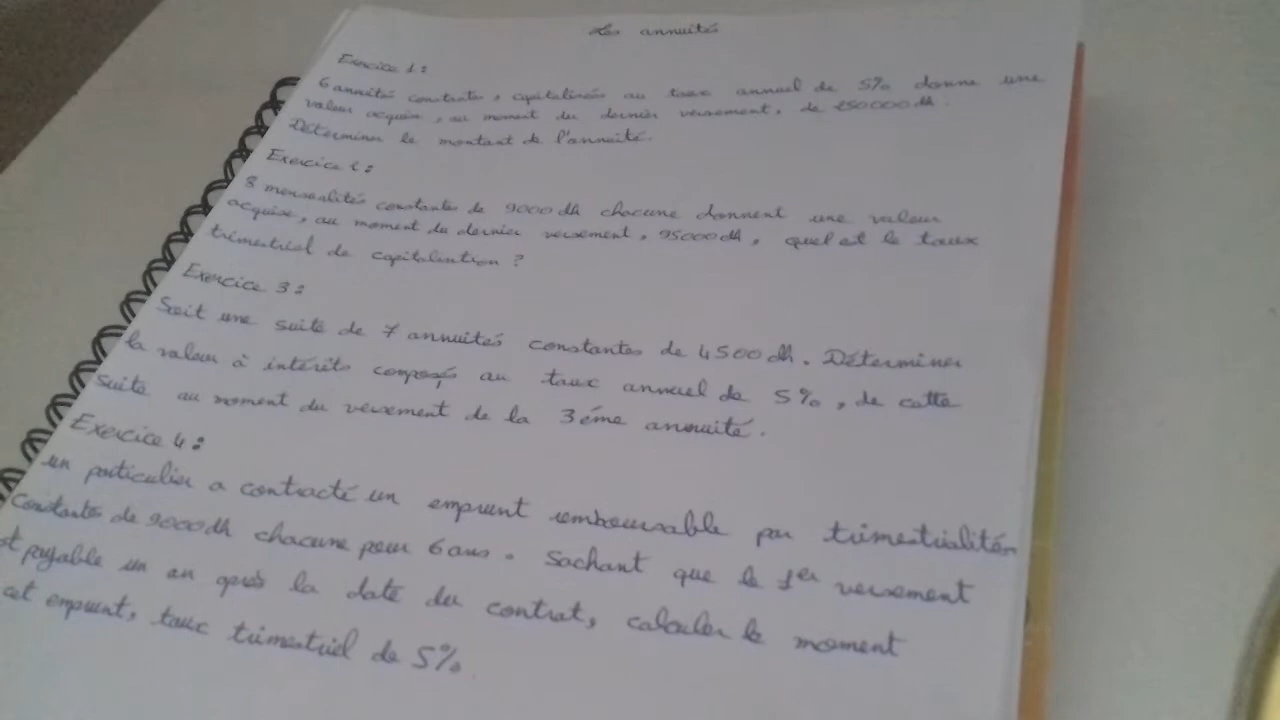 Les annuités
Exercice 1:
6 annuités constantes, capitalisées au taux annuel de 5% donne une
valeur acquise, au moment du dernier versement, de 250000 dh.
Déterminer le montant de l'annuité.
Exercice 2:
8 mensualités constantes de 9000 dh chacune donnent une valeur
acquise, au moment du dernier versement, 95000 dh, quel est le taux
trimestriel de capitalisation ?
Exercice 3:
Soit une suite de 7 annuités constantes de 4500 dh. Déterminer
la valeur à intérêts composés au taux annuel de 5%, de cette
suite au moment du versement de la 3éme annuité.
Exercice 4:
un particulier a contracté un emprunt remboursable par trimestrialités
Constantes de 9000 dh chacune pour 6 ans. Sachant que le 1er versement
st payable un an après la date du contrat, calculer le moment
cet emprunt, taux trimestriel de 5%